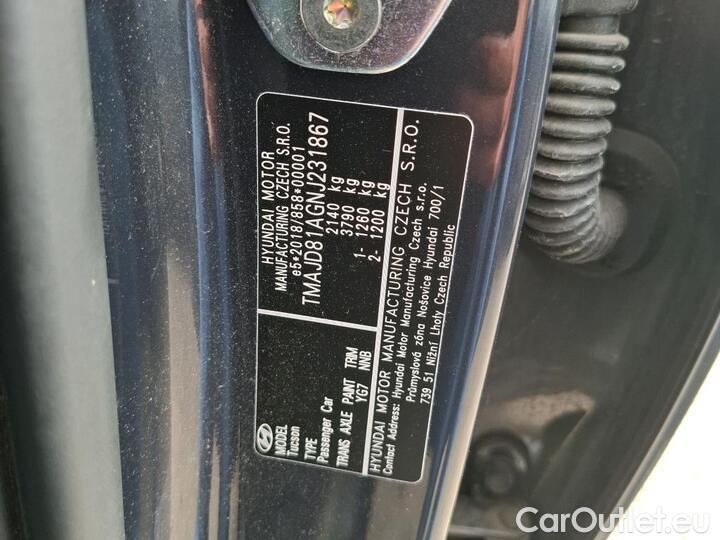 HYUNDAI MOTOR
MANUFACTURING CZECH S.R.O.
e5*2018/858*00001
TMAJD81AGNJ231867
2140 kg
3790 kg
1- 1260 kg
2- 1200 kg
MODEL
Tucson
TYPE
Passenger Car
TRANS AXLE PAINT TRIM
YG7 NNB
HYUNDAI MOTOR MANUFACTURING CZECH S.R.O.
Contact Address: Hyundai Motor Manufacturing Czech s.r.o.
Průmyslová zóna Nošovice Hyundai 700/1
739 51 Nižní Lhoty Czech Republic
CarOutlet.eu